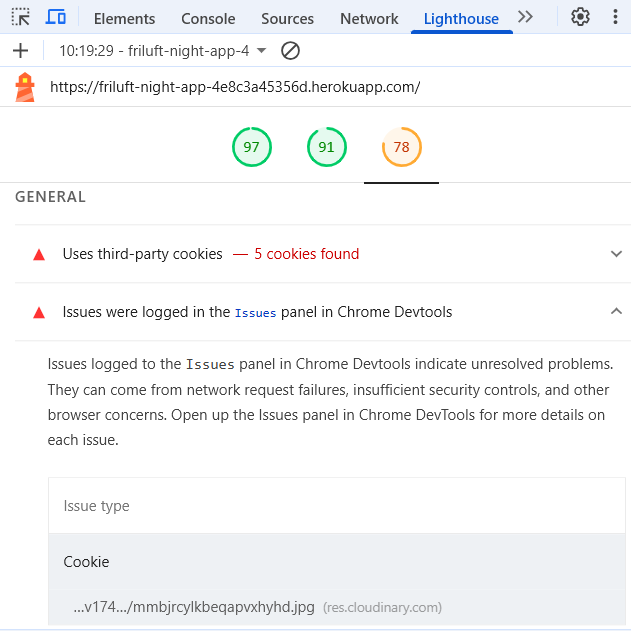 Elements Console Sources Network Lighthouse
10:19:29 - friluft-night-app-4
https://friluft-night-app-4e8c3a45356d.herokuapp.com/
97 91 78
GENERAL
Uses third-party cookies — 5 cookies found
Issues were logged in the Issues panel in Chrome Devtools
Issues logged to the Issues panel in Chrome Devtools indicate unresolved problems.
They can come from network request failures, insufficient security controls, and other
browser concerns. Open up the Issues panel in Chrome DevTools for more details on
each issue.
Issue type
Cookie
…v174…/mmbjrcylkbeqapvxhyhd.jpg (res.cloudinary.com)